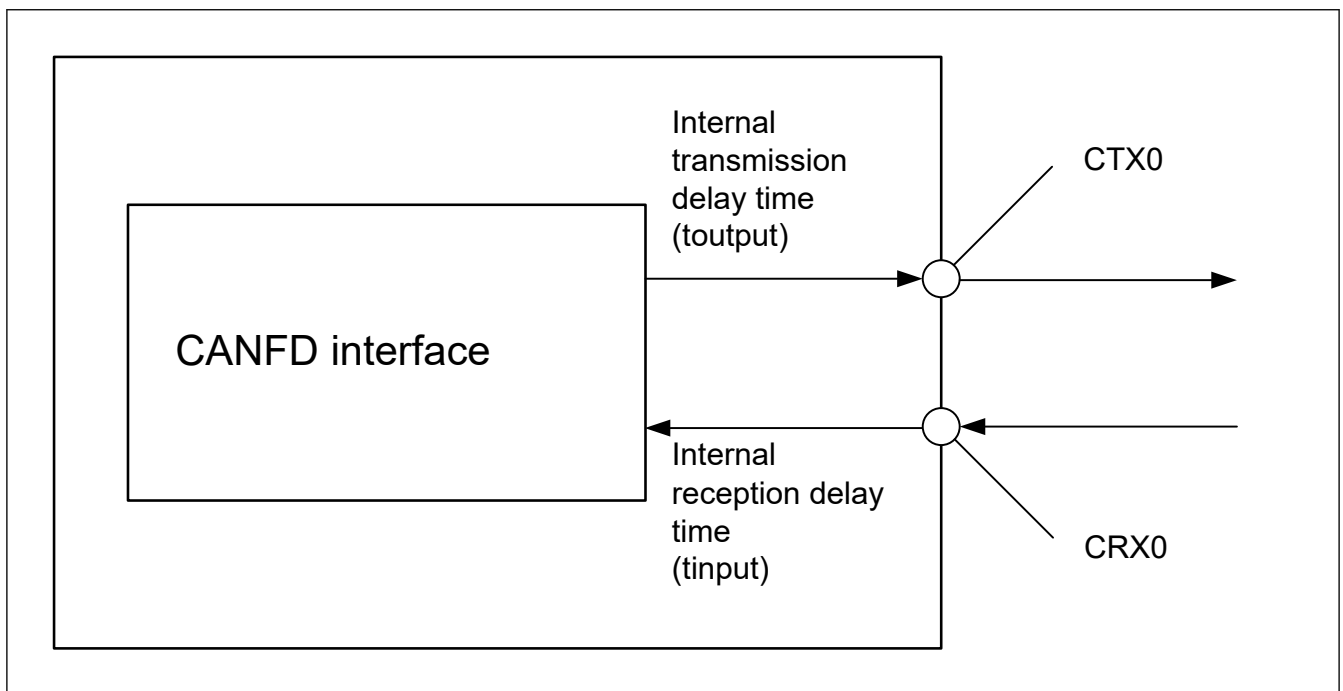 Internal
transmission
delay time
(toutput)
CTX0
CANFD interface
Internal
reception delay
time
(tinput)
CRX0